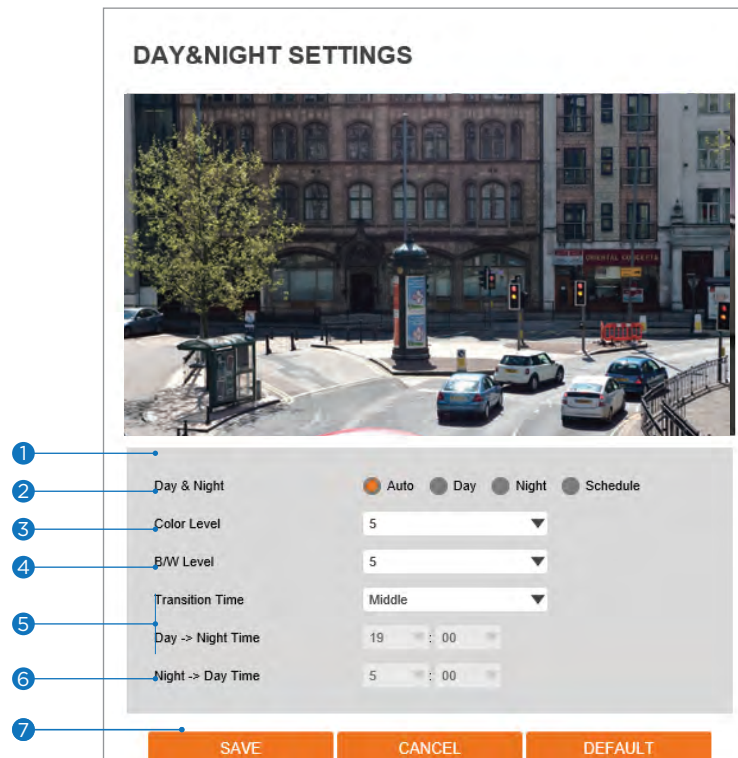 DAY&NIGHT SETTINGS
ORIENTAL
1
2 Day & Night Auto Day Night Schedule
3 Color Level 5
4 B/W Level 5
Transition Time Middle
5 Day -> Night Time 19 : 00
6 Night -> Day Time 5 : 00
7
SAVE CANCEL DEFAULT